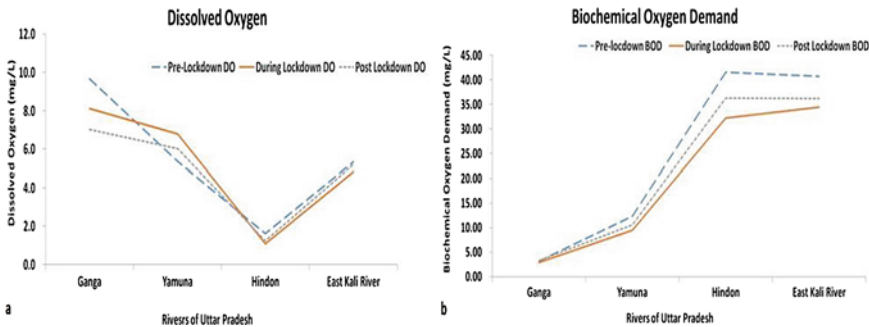 Dissolved Oxygen
12.0
10.0
8.0
6.0
4.0
2.0
0.0
Dissolved Oxygen (mg/L)
Pre-Lockdown DO During Lockdown DO Post Lockdown DO
Ganga Yamuna Hindon East Kali River
a
Rivesrs of Uttar Pradesh
Biochemical Oxygen Demand
45.00
40.00
35.00
30.00
25.00
20.00
15.00
10.00
5.00
0.00
Biochemical Oxygen Demand (mg/L)
Pre-locdown BOD During Lockdown BOD Post Lockdown BOD
Ganga Yamuna Hindon East Kali River
b
Rivers of Uttar Pradesh